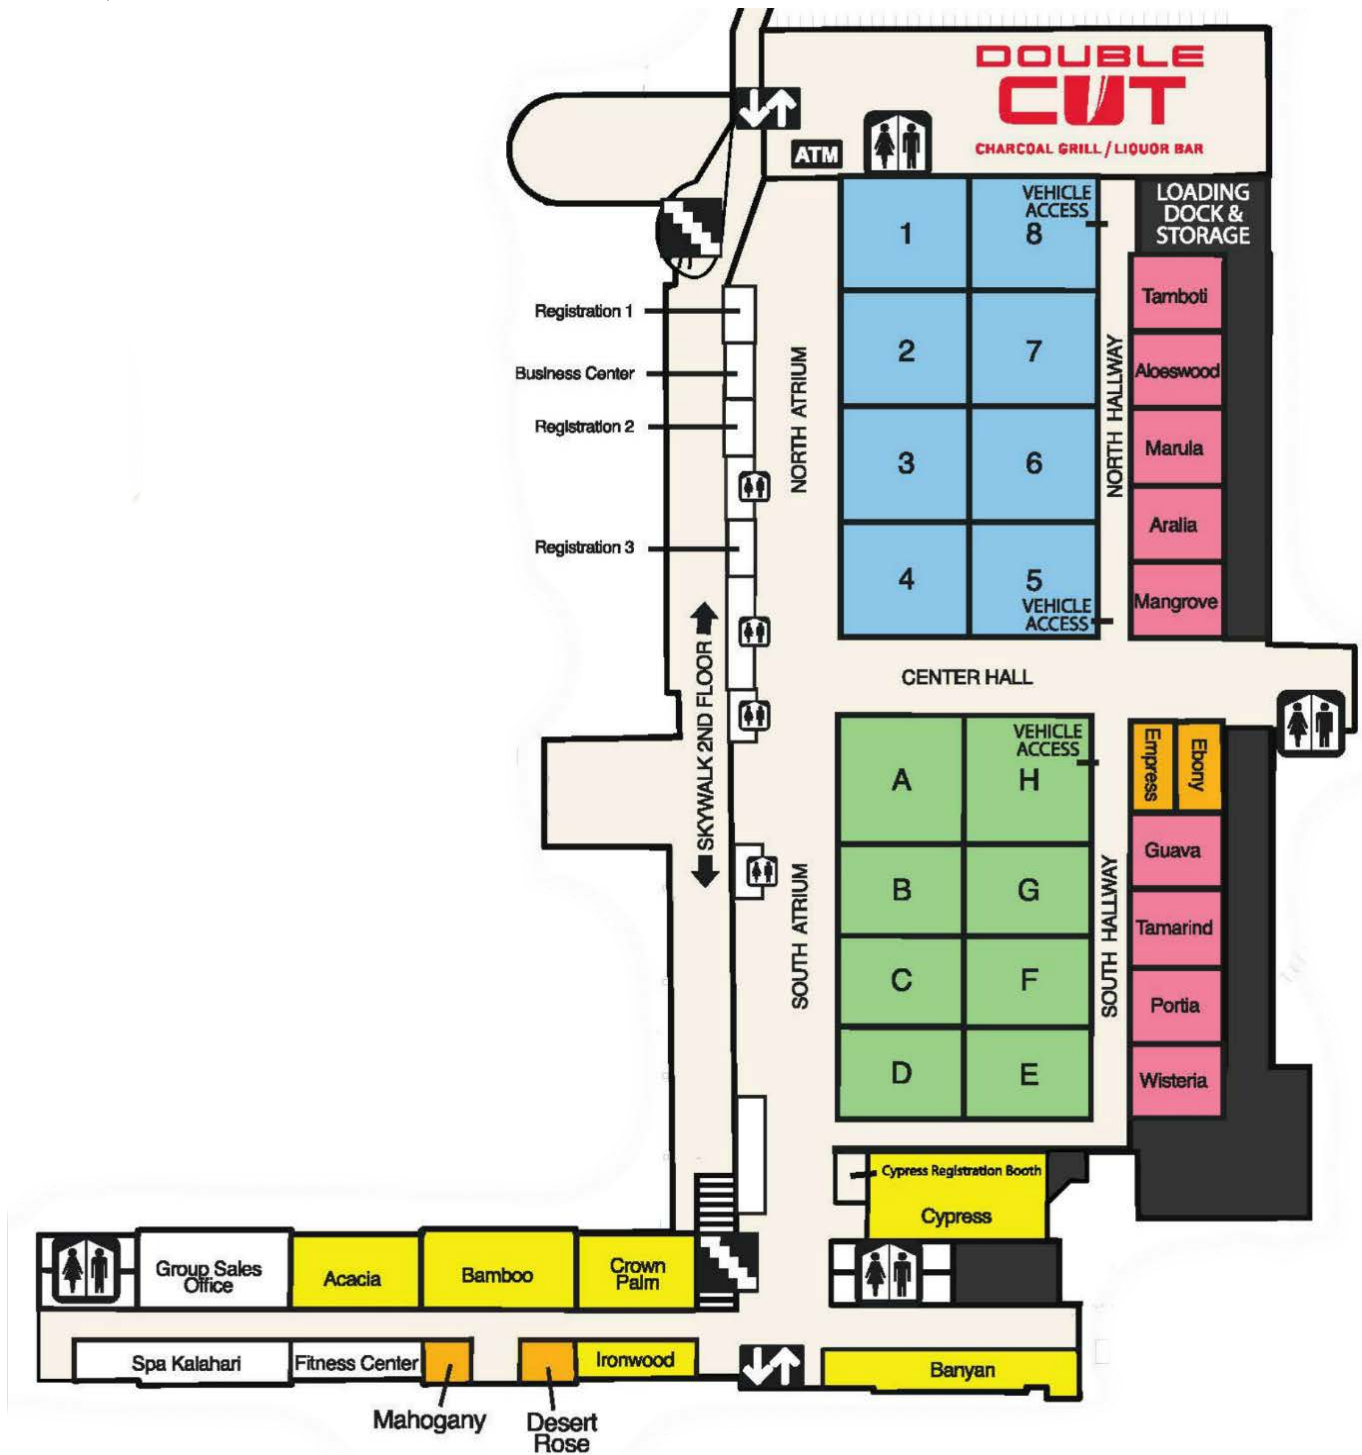 DOUBLE
CUT
CHARCOAL GRILL / LIQUOR BAR
ATM
1
VEHICLE
ACCESS
8
LOADING
DOCK &
STORAGE
Tamboti
Registration 1
2
7
Aloeswood
Business Center
NORTH ATRIUM
NORTH HALLWAY
Registration 2
3
6
Marula
Aralia
Registration 3
4
5
VEHICLE
ACCESS
Mangrove
SKYWALK 2ND FLOOR
CENTER HALL
A
VEHICLE
ACCESS
H
Empress
Ebony
Guava
B
G
SOUTH ATRIUM
SOUTH HALLWAY
Tamarind
C
F
Portia
D
E
Wisteria
Cypress Registration Booth
Cypress
Group Sales
Office
Acacia
Bamboo
Crown
Palm
Spa Kalahari
Fitness Center
Ironwood
Banyan
Mahogany
Desert
Rose